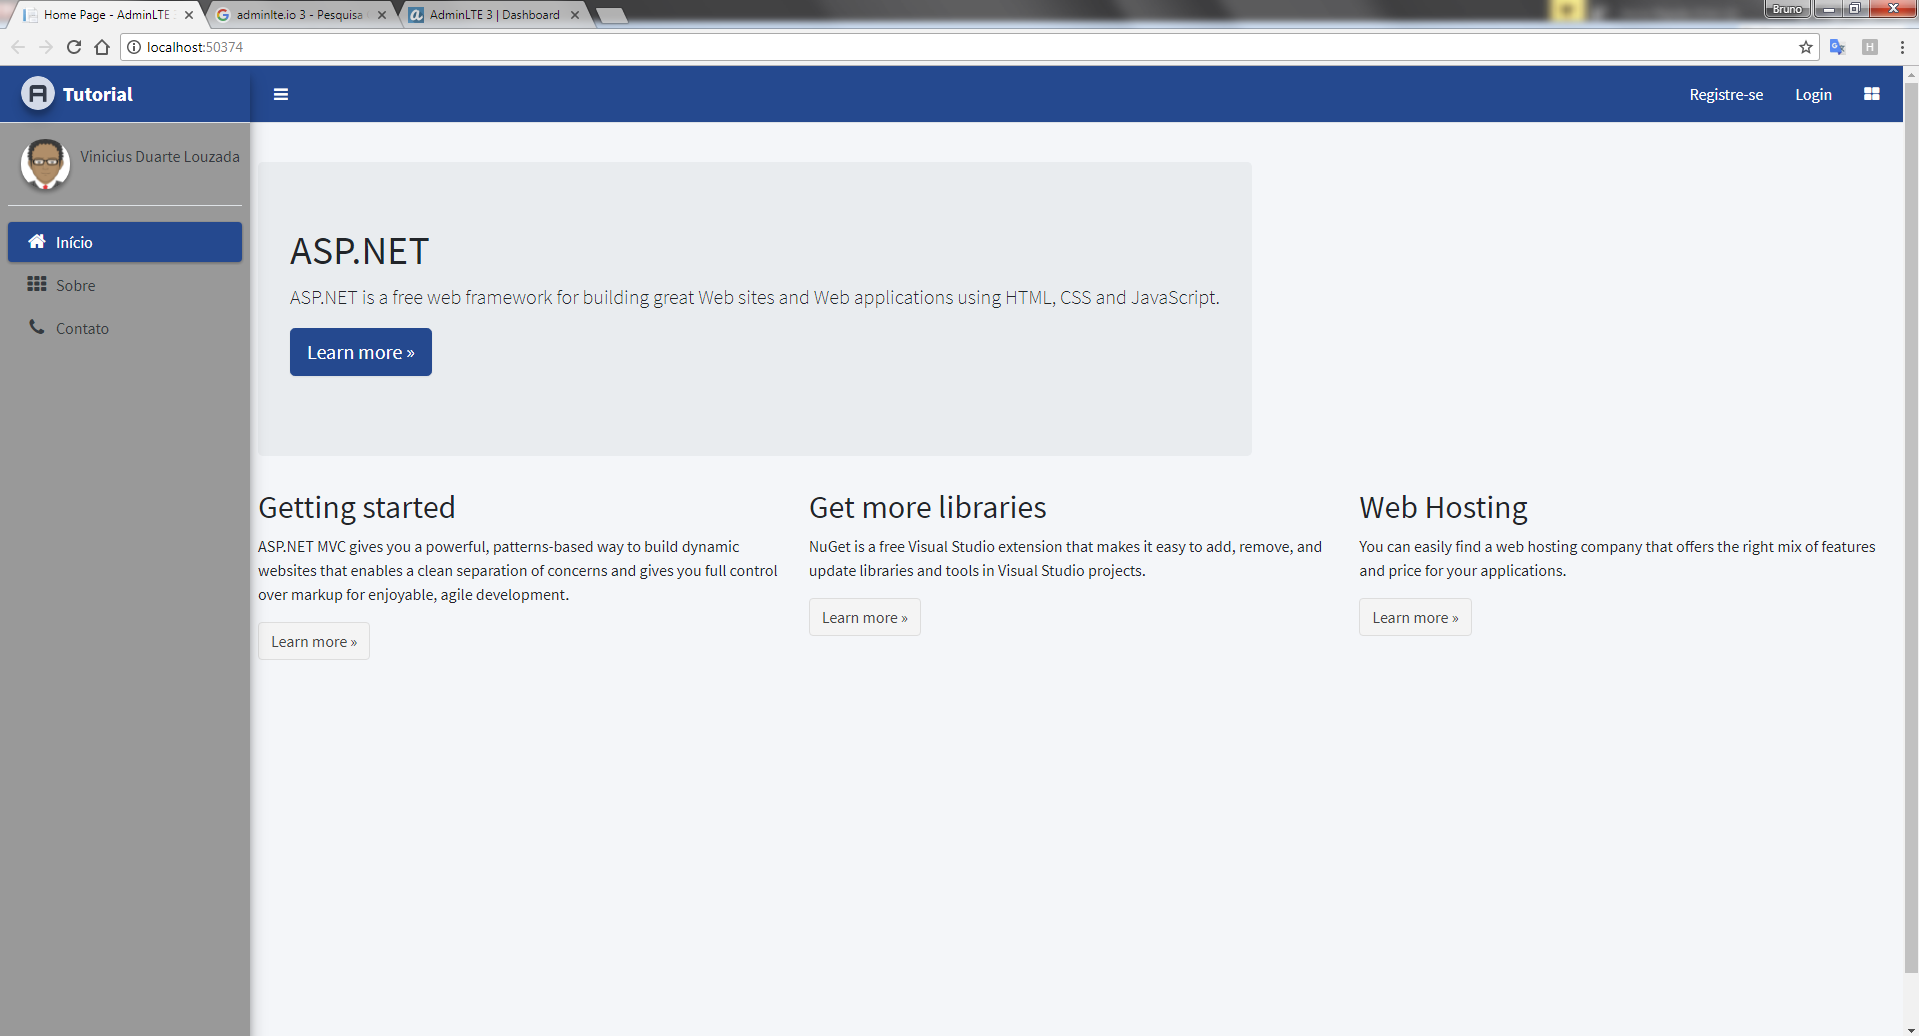 Home Page - AdminLTE
adminlte.io 3 - Pesquisa
AdminLTE 3 | Dashboard
Bruno
localhost:50374
H
Tutorial
Registre-se
Login
Vinicius Duarte Louzada
Início
Sobre
Contato
ASP.NET
ASP.NET is a free web framework for building great Web sites and Web applications using HTML, CSS and JavaScript.
Learn more »
Getting started
ASP.NET MVC gives you a powerful, patterns-based way to build dynamic
websites that enables a clean separation of concerns and gives you full control
over markup for enjoyable, agile development.
Learn more »
Get more libraries
NuGet is a free Visual Studio extension that makes it easy to add, remove, and
update libraries and tools in Visual Studio projects.
Learn more »
Web Hosting
You can easily find a web hosting company that offers the right mix of features
and price for your applications.
Learn more »